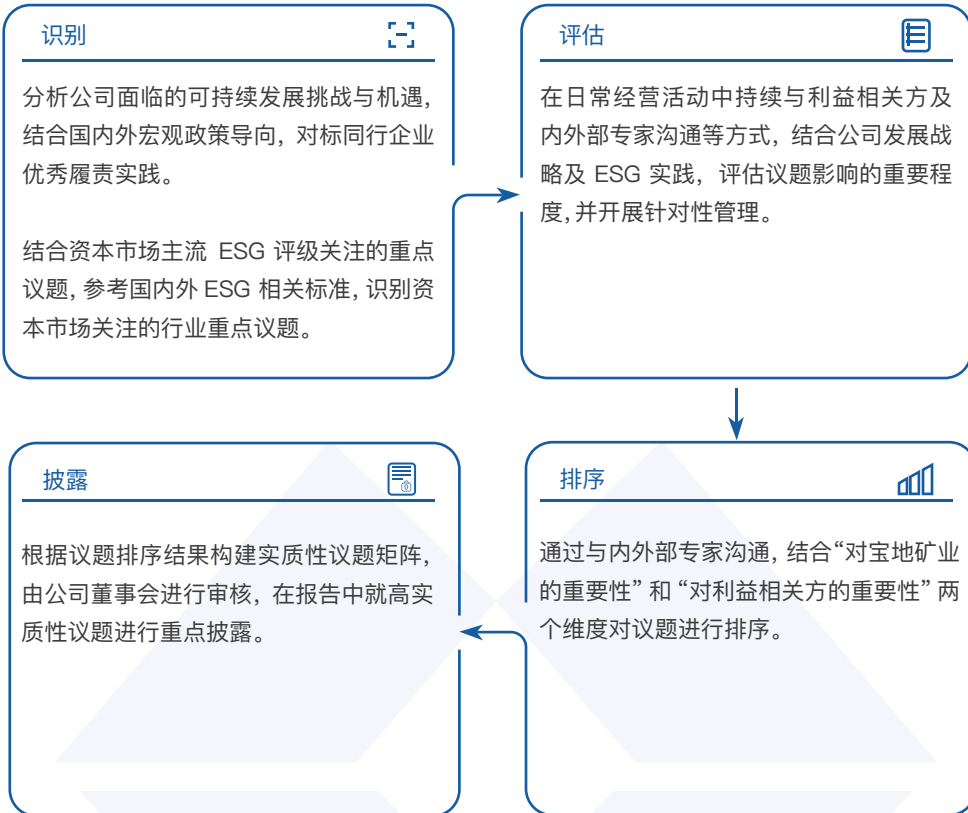 识别
分析公司面临的可持续发展挑战与机遇,
结合国内外宏观政策导向, 对标同行企业
优秀履责实践。
结合资本市场主流 ESG 评级关注的重点
议题, 参考国内外 ESG 相关标准, 识别资
本市场关注的行业重点议题。
评估
在日常经营活动中持续与利益相关方及
内外部专家沟通等方式, 结合公司发展战
略及 ESG 实践, 评估议题影响的重要程
度, 并开展针对性管理。
排序
通过与内外部专家沟通, 结合“对宝地矿业
的重要性” 和 “对利益相关方的重要性” 两
个维度对议题进行排序。
披露
根据议题排序结果构建实质性议题矩阵,
由公司董事会进行审核, 在报告中就高实
质性议题进行重点披露。